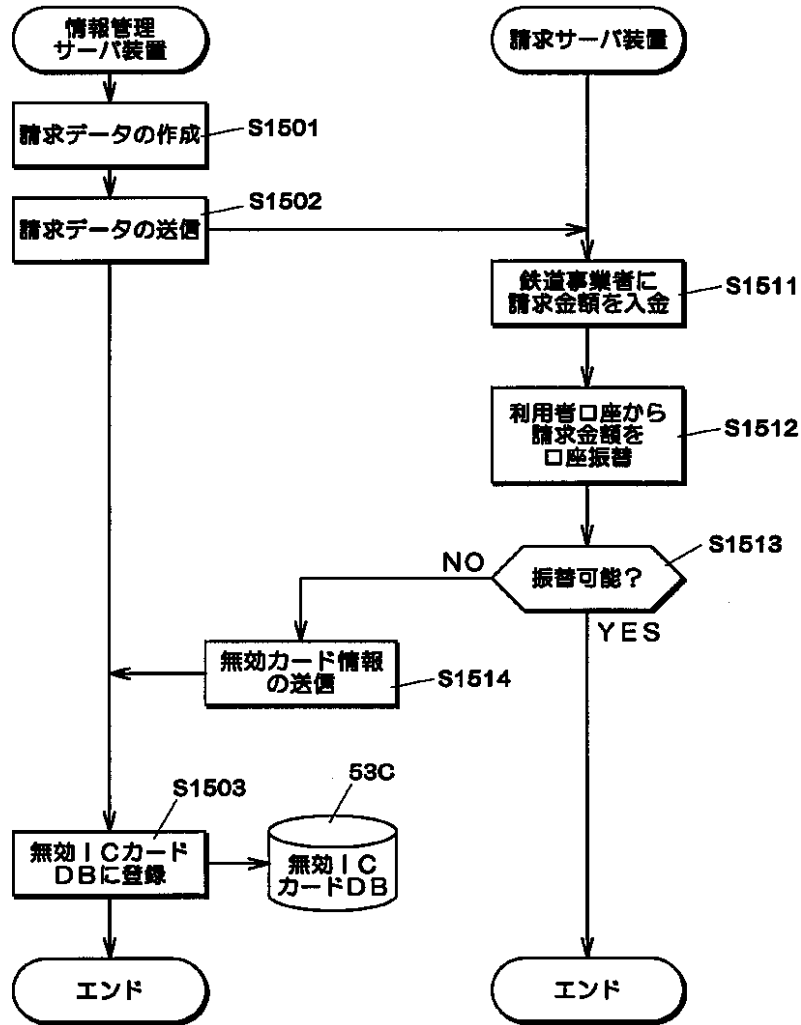 情報管理
サーバ装置
請求サーバ装置
請求データの作成
S1501
請求データの送信
S1502
鉄道事業者に
請求金額を入金
S1511
利用者口座から
請求金額を
口座振替
S1512
振替可能？
S1513
NO
YES
無効カード情報
の送信
S1514
S1503
無効ICカード
DBに登録
53C
無効IC
カードDB
エンド
エンド